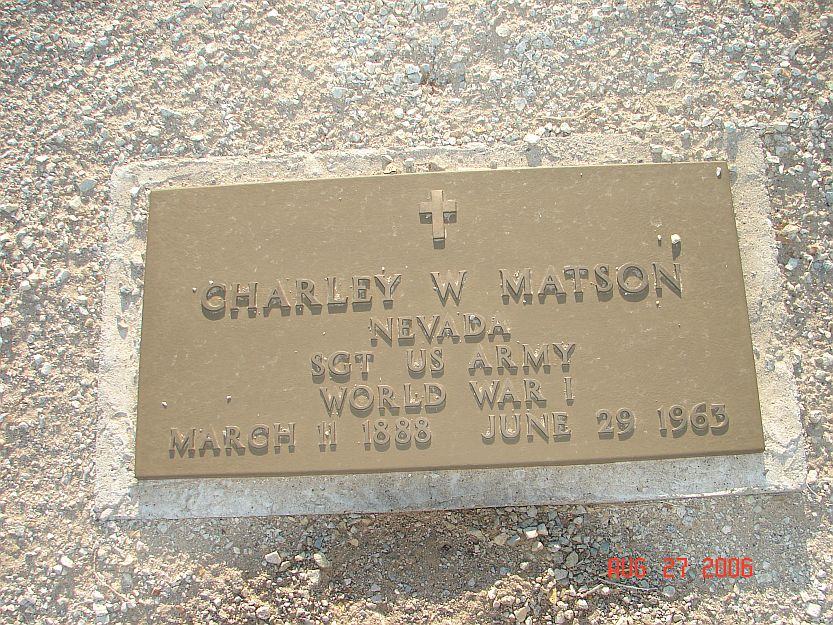 CHARLEY W MATSON
NEVADA
SGT US ARMY
WORLD WAR I
MARCH 11 1888 JUNE 29 1963
AUG 27 2006